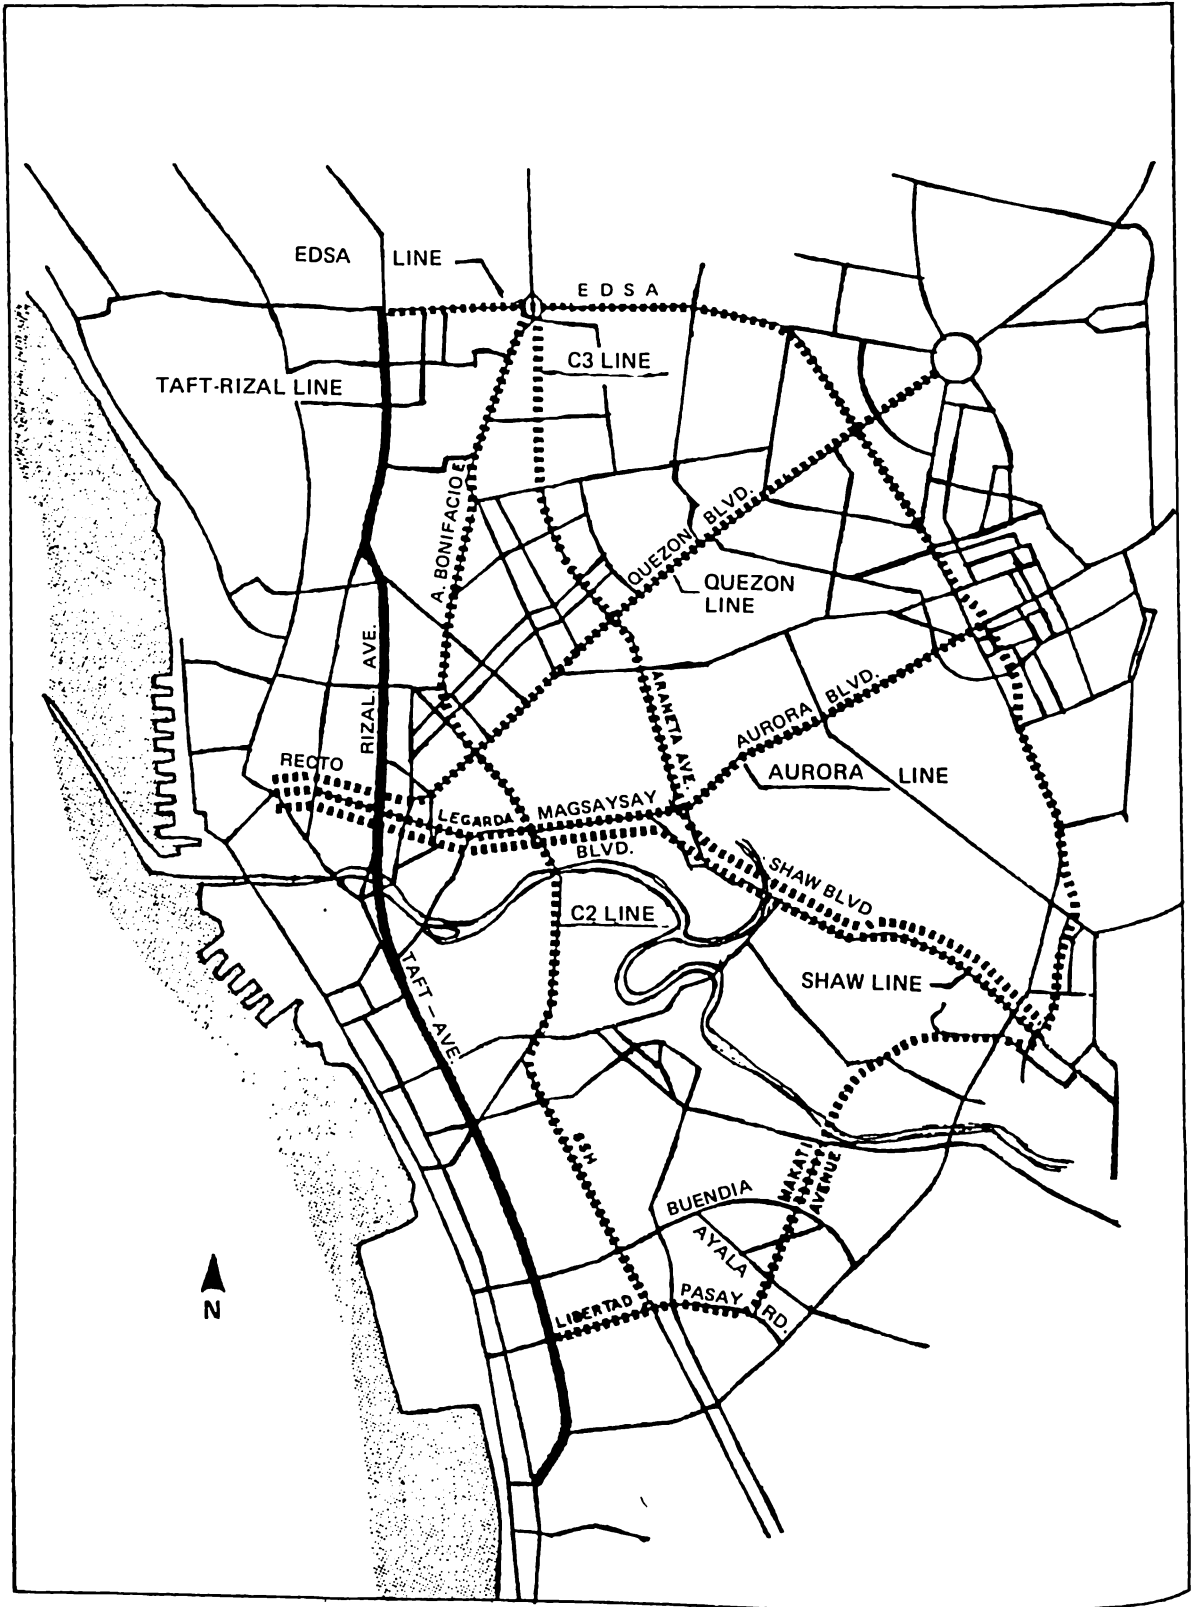 EDSA LINE
E D S A
C3 LINE
TAFT-RIZAL LINE
A. BONIFACIO
QUEZON BLVD.
QUEZON
LINE
RIZAL AVE.
ARANETA AVE.
AURORA BLVD.
RECTO
AURORA LINE
LEGARDA
MAGSAYSAY
BLVD.
SHAW BLVD
C2 LINE
SHAW LINE
TAFT – AVE.
SSH
MAKATI
AVENUE
BUENDIA
AYALA
N
LIBERTAD
PASAY RD.